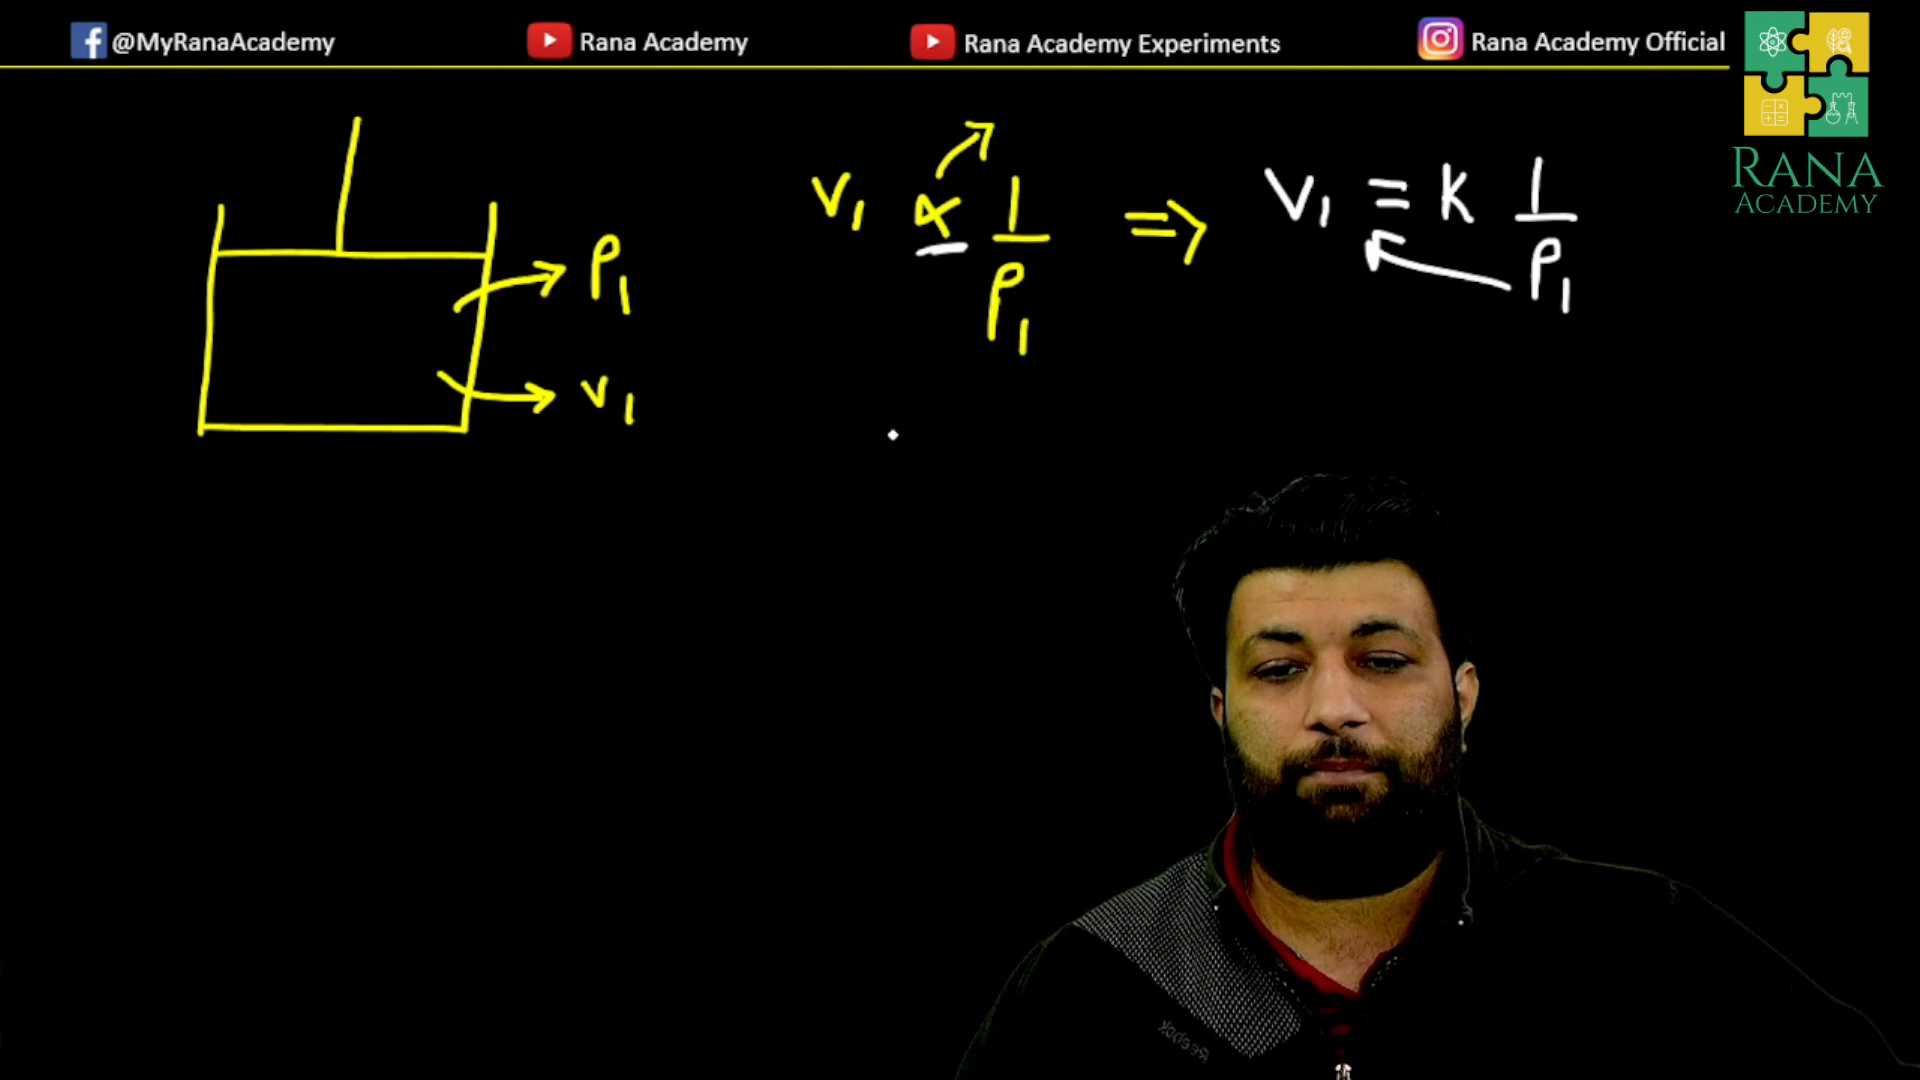 @MyRanaAcademy
Rana Academy
Rana Academy Experiments
Rana Academy Official
RANA
ACADEMY
P₁
V₁
V₁ ∝ 1/P₁ ⇒ V₁ = K 1/P₁
Reebok